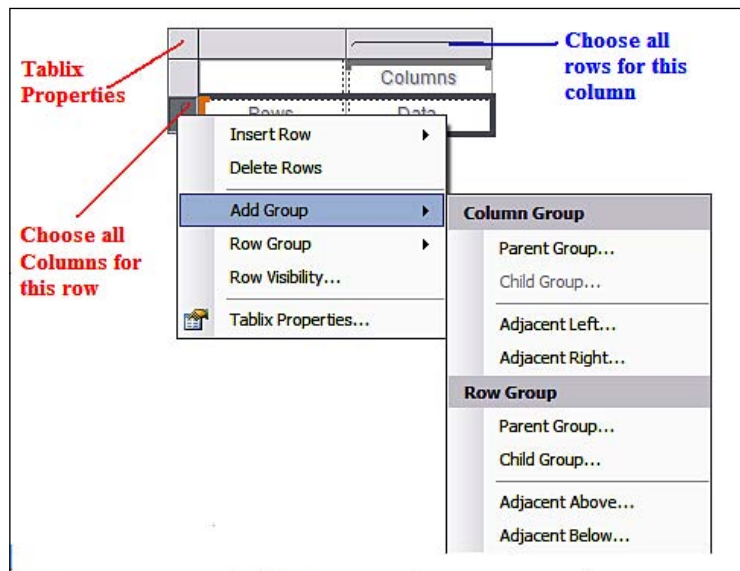 Choose all
rows for this
column
Tablix
Properties
Columns
Rows
Data
Choose all
Columns for
this row
Insert Row
Delete Rows
Add Group
Row Group
Row Visibility...
Tablix Properties...
Column Group
Parent Group...
Child Group...
Adjacent Left...
Adjacent Right...
Row Group
Parent Group...
Child Group...
Adjacent Above...
Adjacent Below...